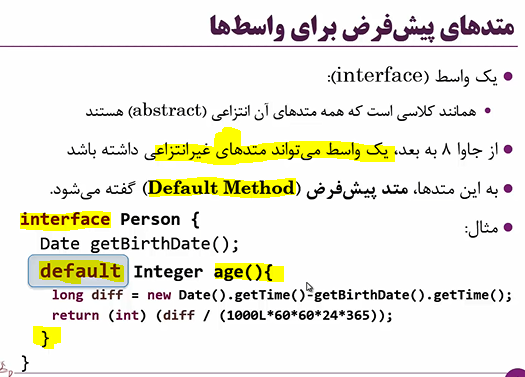 متدهای پیش‌فرض برای واسط‌ها
یک واسط (interface):
همانند کلاسی است که همه متدهای آن انتزاعی (abstract) هستند
از جاوا ۸ به بعد، یک واسط می‌تواند متدهای غیرانتزاعی داشته باشد
به این متدها، متد پیش‌فرض (Default Method) گفته می‌شود.
مثال:
interface Person {
Date getBirthDate();
default Integer age(){
long diff = new Date().getTime()-getBirthDate().getTime();
return (int) (diff / (1000L*60*60*24*365));
}
}